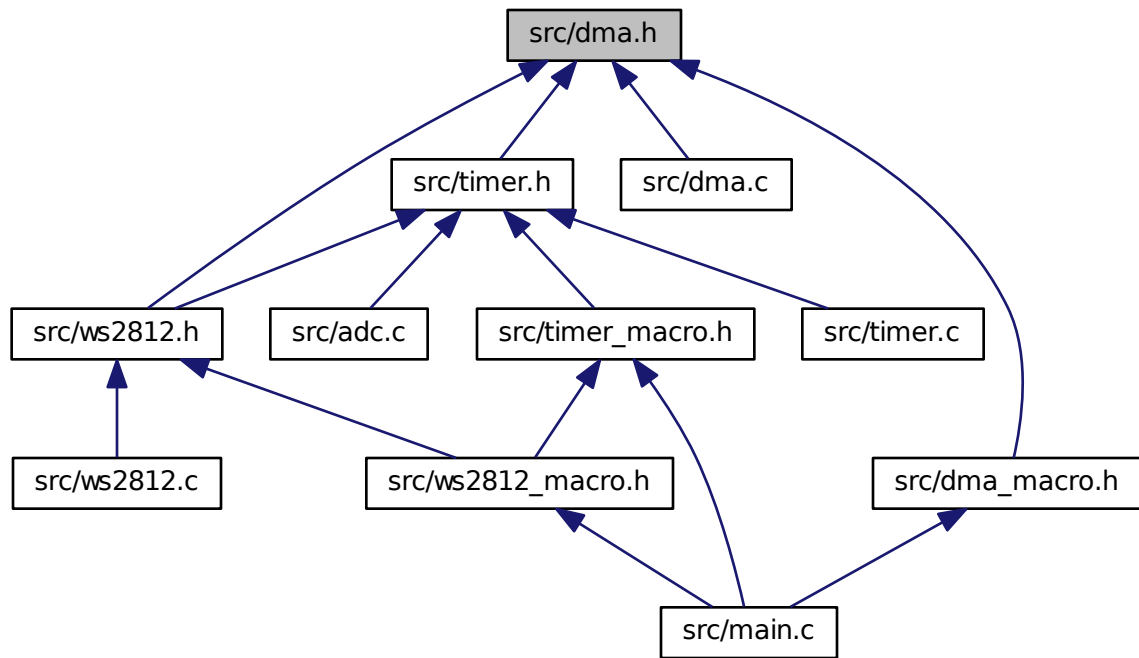 src/dma.h
src/timer.h
src/dma.c
src/ws2812.h
src/adc.c
src/timer_macro.h
src/timer.c
src/ws2812.c
src/ws2812_macro.h
src/dma_macro.h
src/main.c